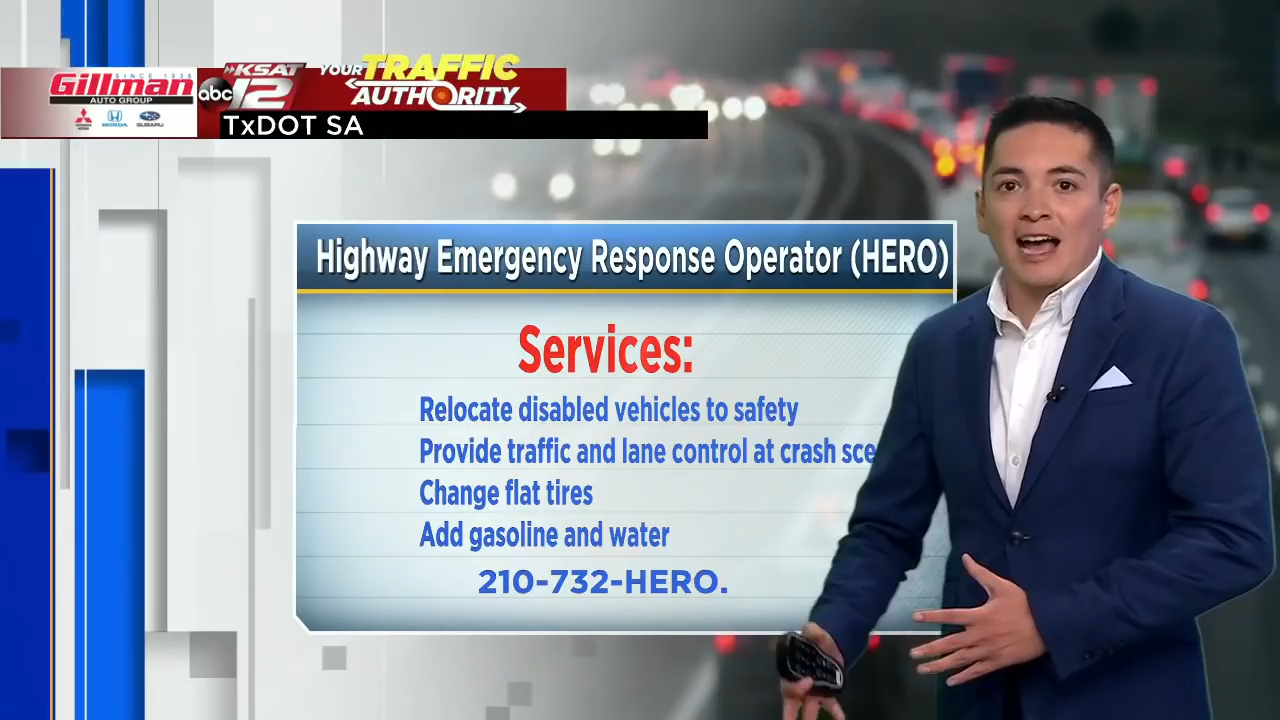 SINCE 1938
Gillman
AUTO GROUP
HONDA
SUBARU
abc
KSAT
12
YOUR TRAFFIC
AUTHORITY
TxDOT SA
Highway Emergency Response Operator (HERO)
Services:
Relocate disabled vehicles to safety
Provide traffic and lane control at crash sce
Change flat tires
Add gasoline and water
210-732-HERO.